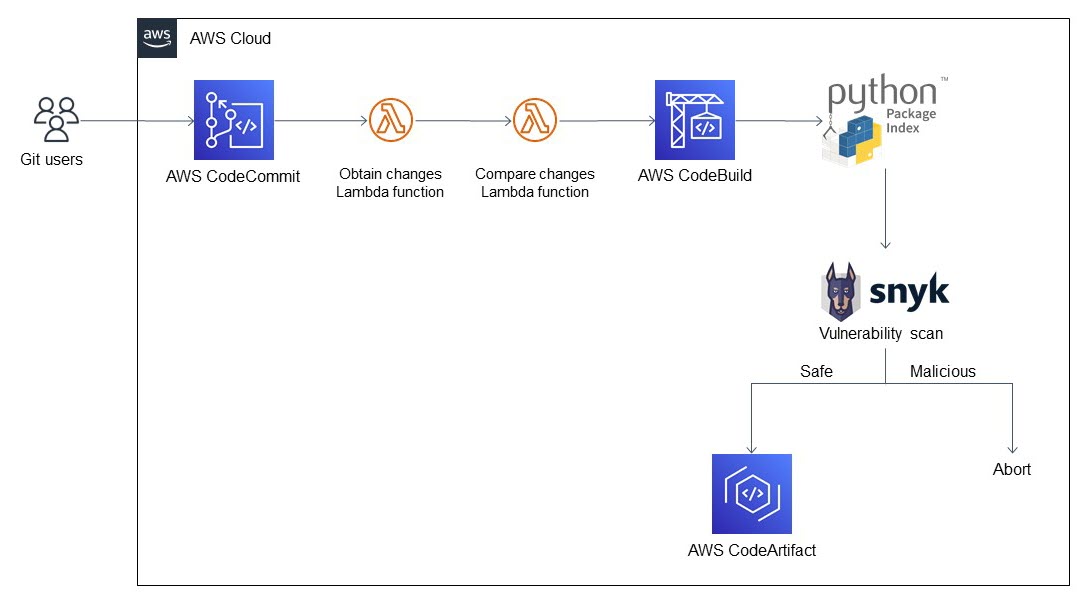 aws
AWS Cloud
Git users
AWS CodeCommit
Obtain changes
Lambda function
Compare changes
Lambda function
AWS CodeBuild
python™
Package
Index
snyk
Vulnerability scan
Safe
Malicious
Abort
AWS CodeArtifact